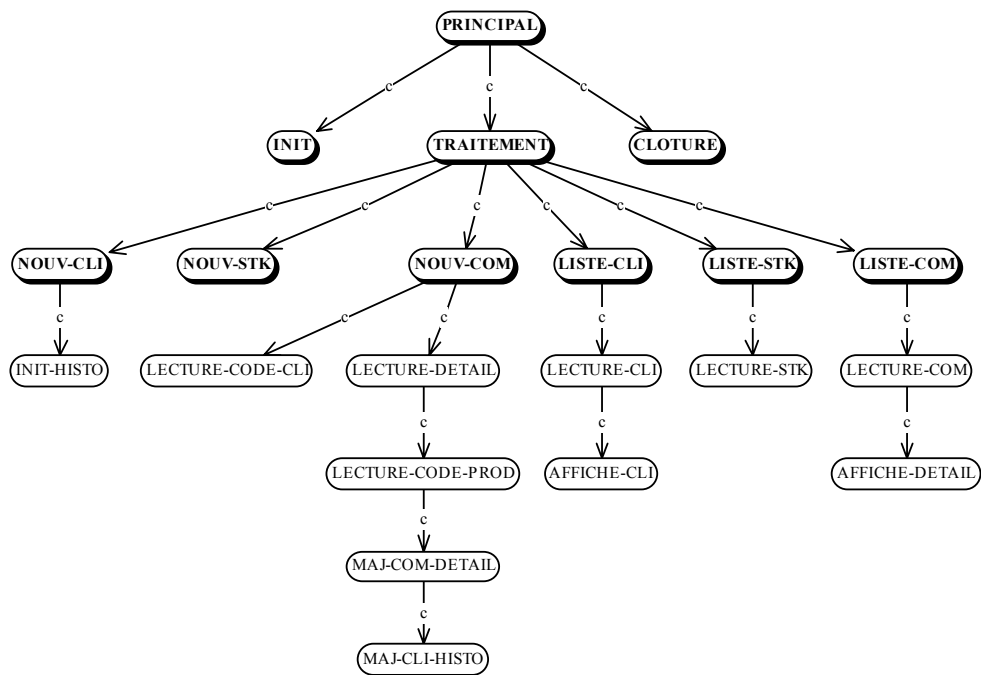 PRINCIPAL
c
c
c
INIT
TRAITEMENT
CLOTURE
c
c
c
c
c
c
NOUV-CLI
NOUV-STK
NOUV-COM
LISTE-CLI
LISTE-STK
LISTE-COM
c
c
c
c
c
c
INIT-HISTO
LECTURE-CODE-CLI
LECTURE-DETAIL
LECTURE-CLI
LECTURE-STK
LECTURE-COM
c
c
c
LECTURE-CODE-PROD
AFFICHE-CLI
AFFICHE-DETAIL
c
MAJ-COM-DETAIL
c
MAJ-CLI-HISTO